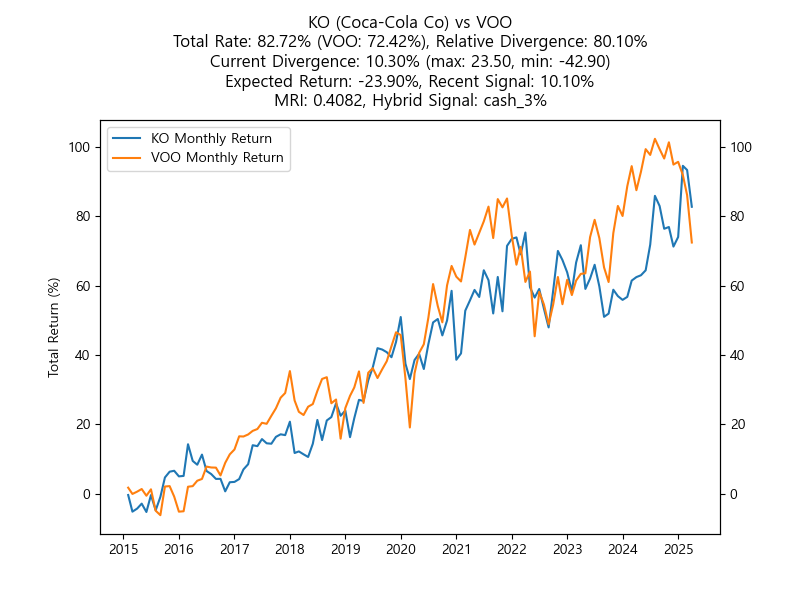 KO (Coca-Cola Co) vs VOO
Total Rate: 82.72% (VOO: 72.42%), Relative Divergence: 80.10%
Current Divergence: 10.30% (max: 23.50, min: -42.90)
Expected Return: -23.90%, Recent Signal: 10.10%
MRI: 0.4082, Hybrid Signal: cash_3%
KO Monthly Return
VOO Monthly Return
Total Return (%)
100
80
60
40
20
0
100
80
60
40
20
0
2015 2016 2017 2018 2019 2020 2021 2022 2023 2024 2025